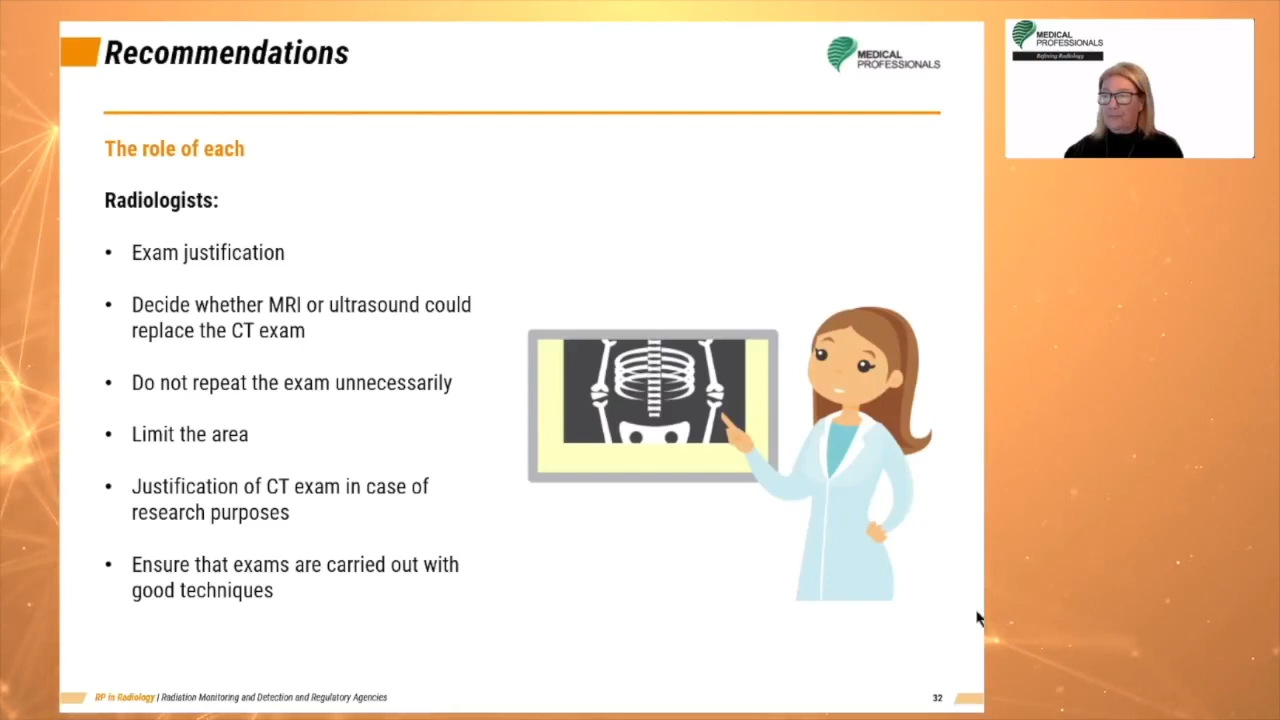 Recommendations
MEDICAL
PROFESSIONALS
MEDICAL
PROFESSIONALS
Refining Radiology
The role of each
Radiologists:
• Exam justification
• Decide whether MRI or ultrasound could
replace the CT exam
• Do not repeat the exam unnecessarily
• Limit the area
• Justification of CT exam in case of
research purposes
• Ensure that exams are carried out with
good techniques
RP in Radiology | Radiation Monitoring and Detection and Regulatory Agencies
32